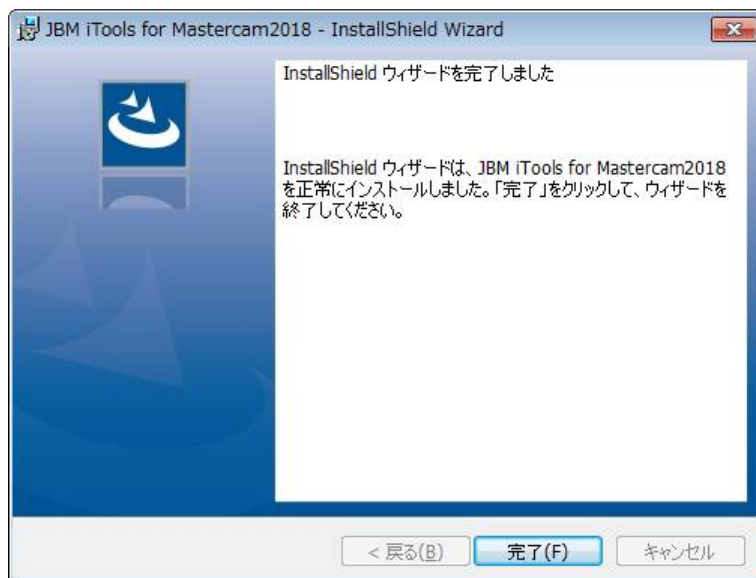 JBM iTools for Mastercam2018 - InstallShield Wizard
InstallShield ウィザードを完了しました
InstallShield ウィザードは、JBM iTools for Mastercam2018
を正常にインストールしました。「完了」をクリックして、ウィザードを
終了してください。
< 戻る(B)
完了(F)
キャンセル